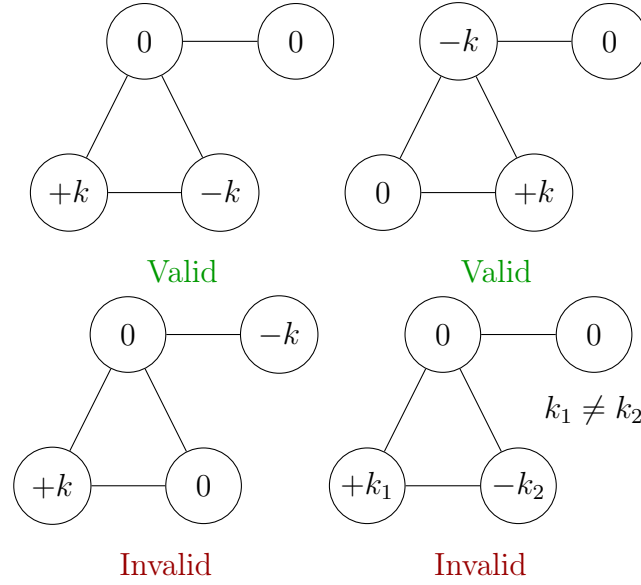 0 0
+k −k
Valid
−k 0
0 +k
Valid
0 −k
+k 0
Invalid
0 0
k₁ ≠ k₂
+k₁ −k₂
Invalid